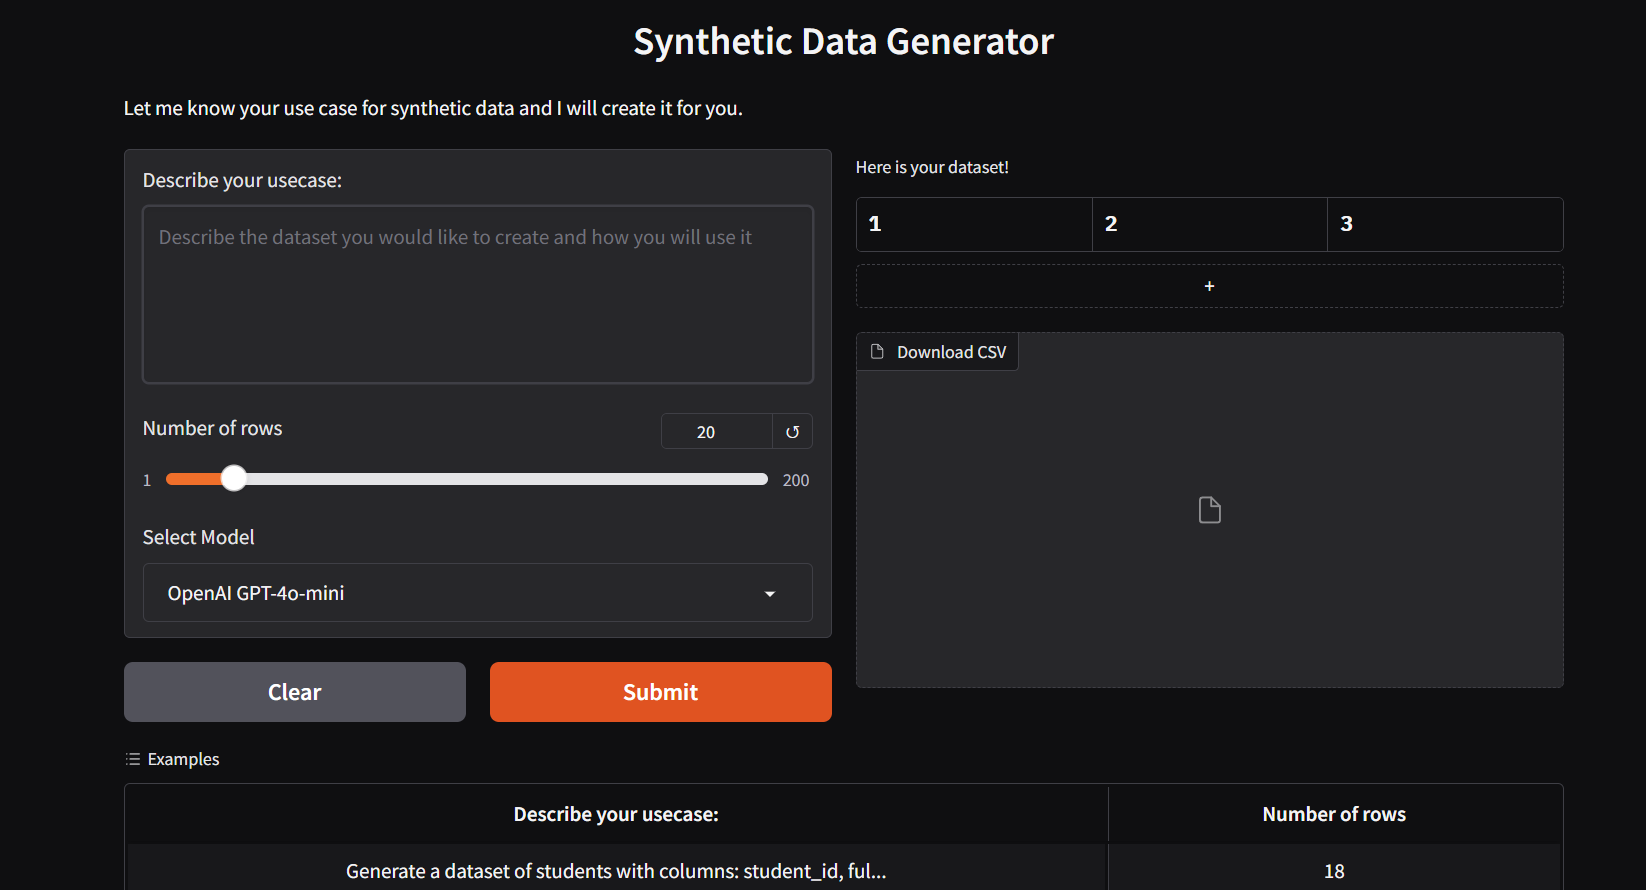 Synthetic Data Generator
Let me know your use case for synthetic data and I will create it for you.
Describe your usecase:
Describe the dataset you would like to create and how you will use it
Number of rows
20
1
200
Select Model
OpenAI GPT-4o-mini
Clear
Submit
Here is your dataset!
1 2 3
+
Download CSV
Examples
Describe your usecase: Number of rows
Generate a dataset of students with columns: student_id, ful... 18